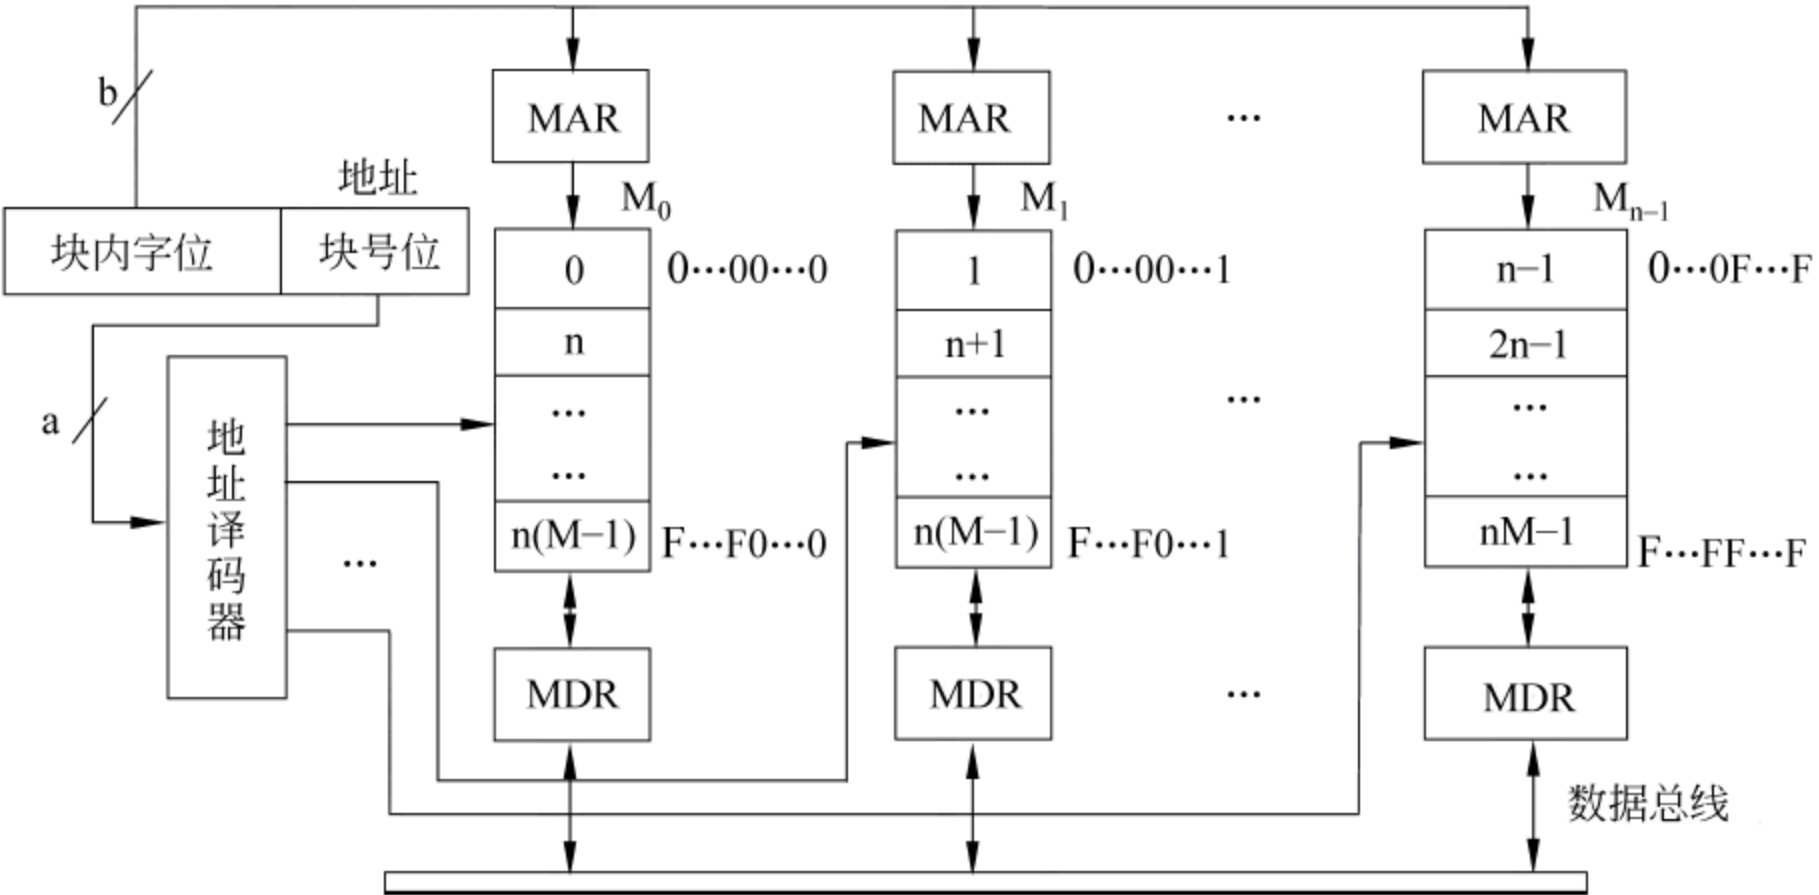 b
MAR
MAR
…
MAR
地址
块内字位
块号位
M0
M1
Mn−1
0
0…00…0
1
0…00…1
n−1
0…0F…F
n
n+1
2n−1
a
地址译码器
…
…
…
…
…
…
…
…
n(M−1)
F…F0…0
n(M−1)
F…F0…1
nM−1
F…FF…F
MDR
MDR
…
MDR
数据总线